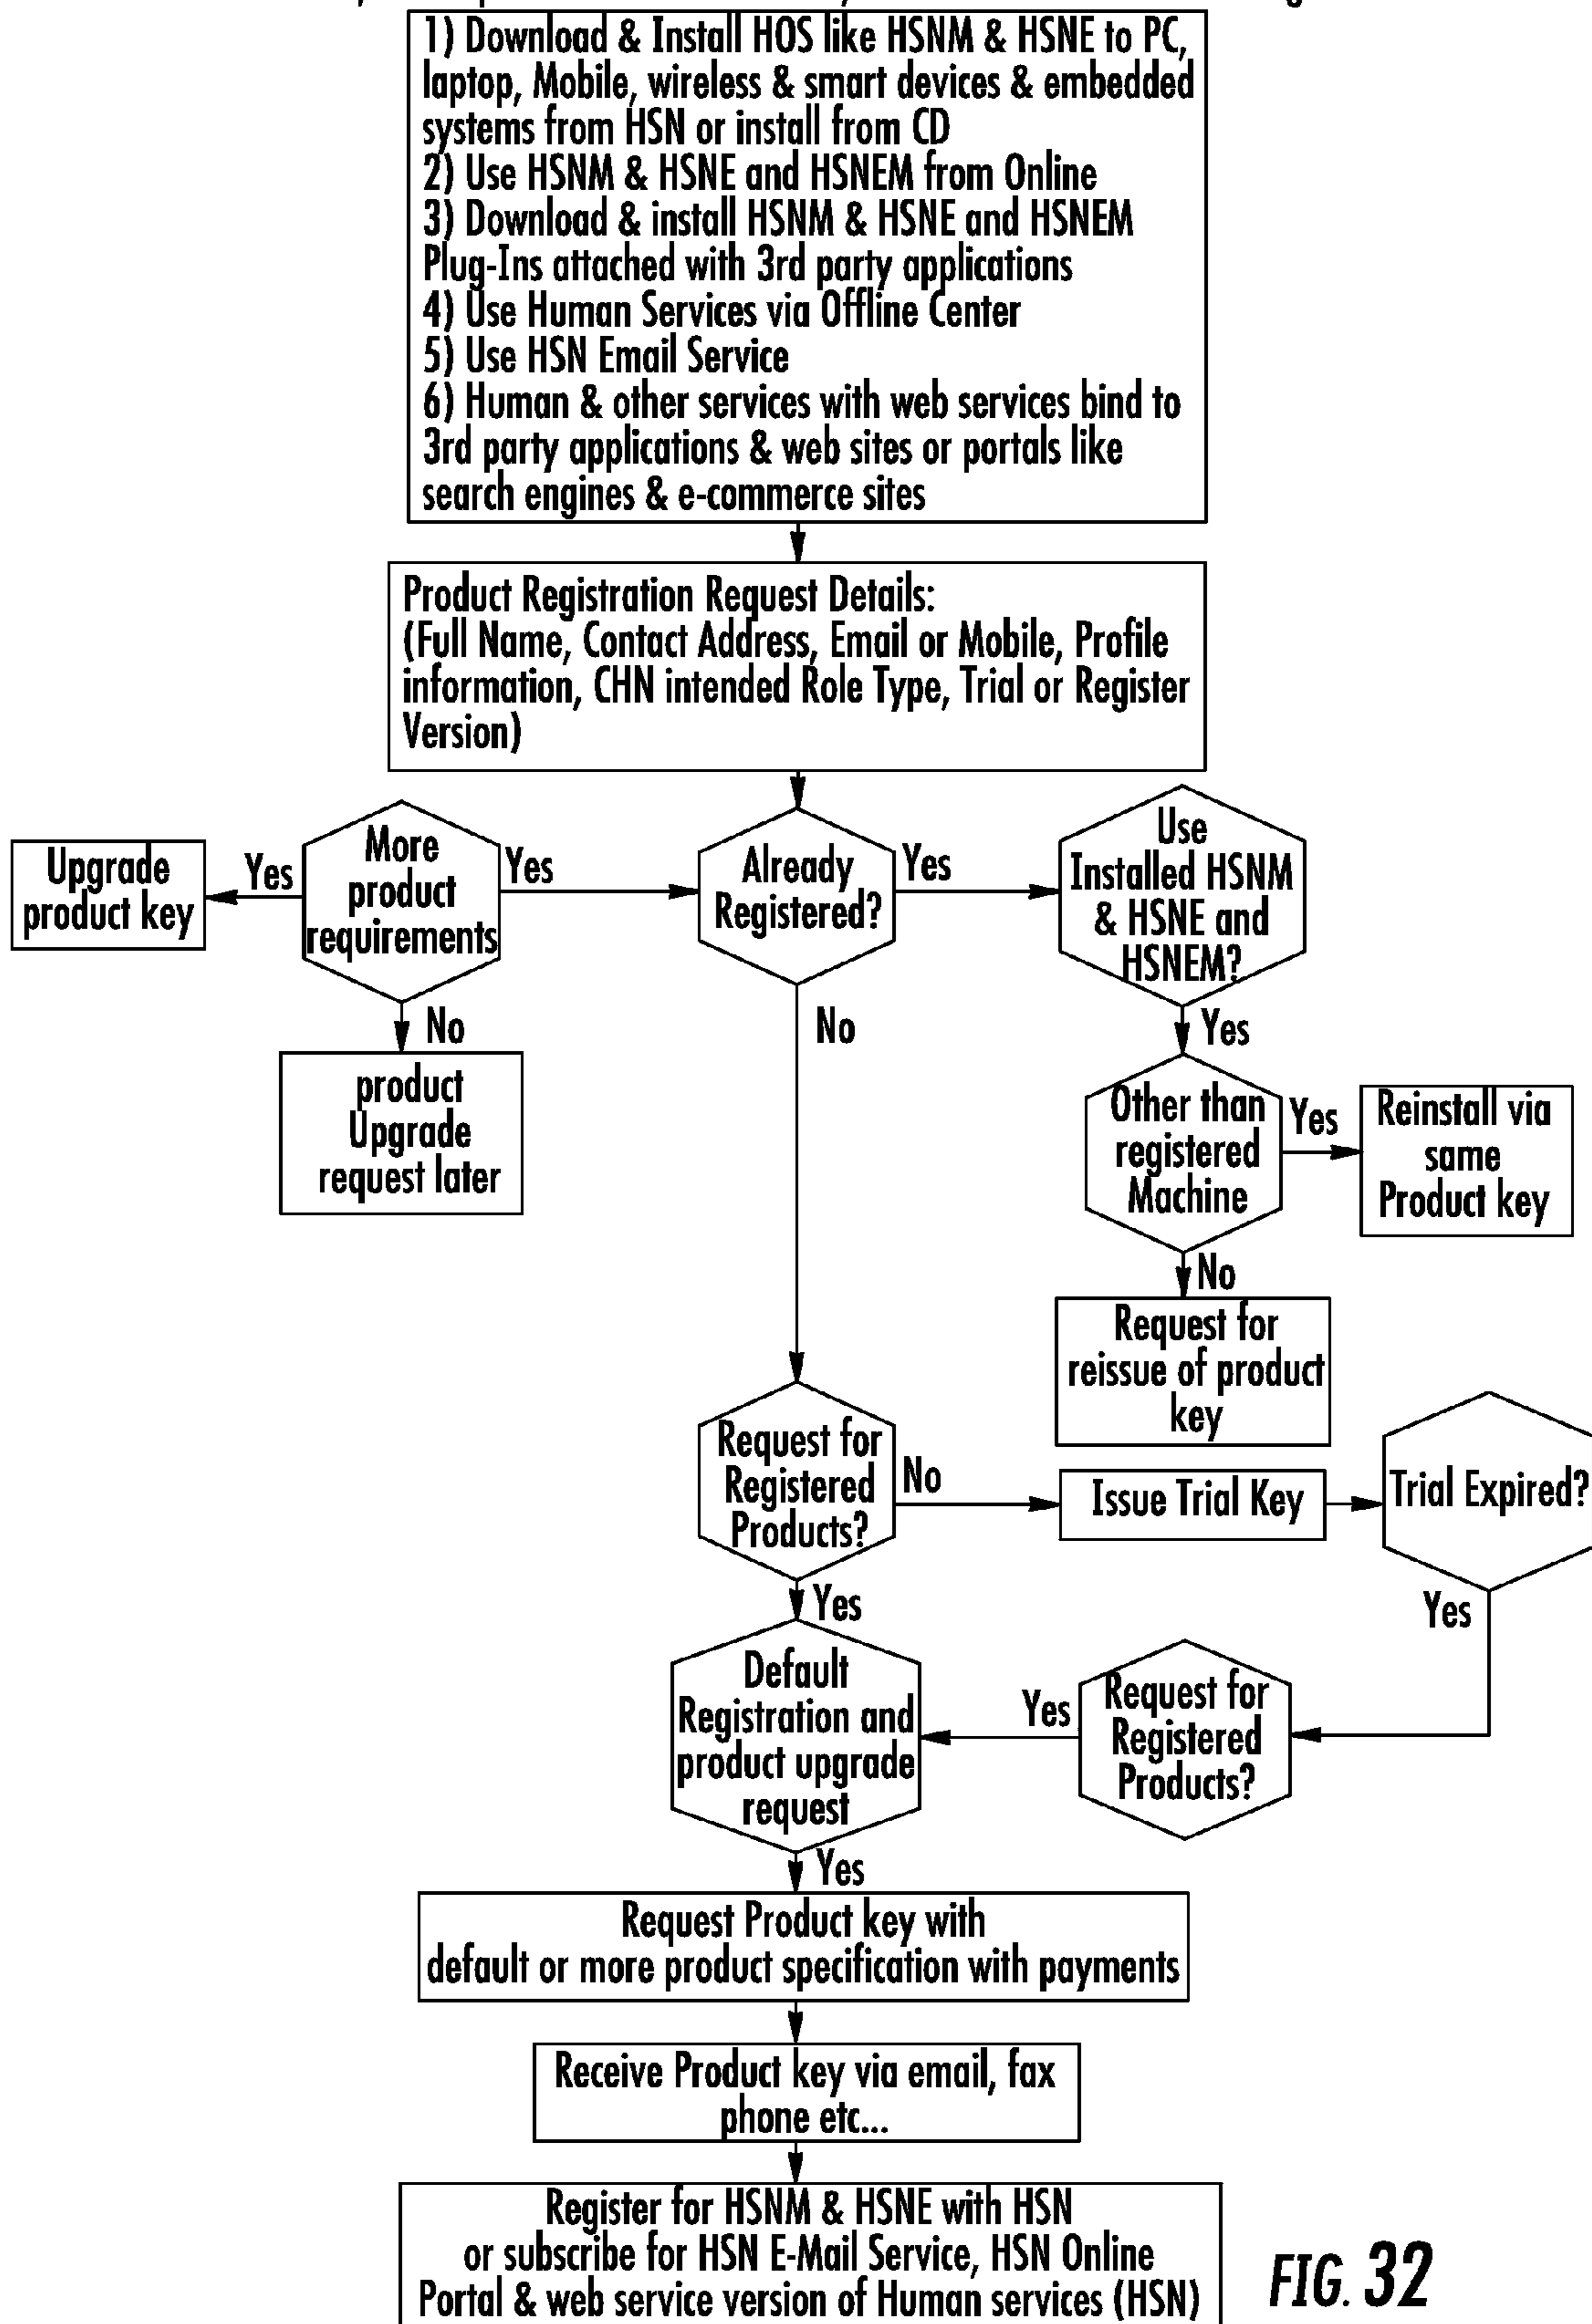 1) Download & Install HOS like HSNM & HSNE to PC,
laptop, Mobile, wireless & smart devices & embedded
systems from HSN or install from CD
2) Use HSNM & HSNE and HSNEM from Online
3) Download & install HSNM & HSNE and HSNEM
Plug-Ins attached with 3rd party applications
4) Use Human Services via Offline Center
5) Use HSN Email Service
6) Human & other services with web services bind to
3rd party applications & web sites or portals like
search engines & e-commerce sites
Product Registration Request Details:
(Full Name, Contact Address, Email or Mobile, Profile
information, CHN intended Role Type, Trial or Register
Version)
Upgrade
product key
Yes
More
product
requirements
Yes
Already
Registered?
Yes
Use
Installed HSNM
& HSNE and
HSNEM?
No
product
Upgrade
request later
No
Yes
Other than
registered
Machine
Yes
Reinstall via
same
Product key
No
Request for
reissue of product
key
Request for
Registered
Products?
No
Issue Trial Key
Trial Expired?
Yes
Yes
Default
Registration and
product upgrade
request
Yes
Request for
Registered
Products?
Yes
Request Product key with
default or more product specification with payments
Receive Product key via email, fax
phone etc...
Register for HSNM & HSNE with HSN
or subscribe for HSN E-Mail Service, HSN Online
Portal & web service version of Human services (HSN)
FIG. 32